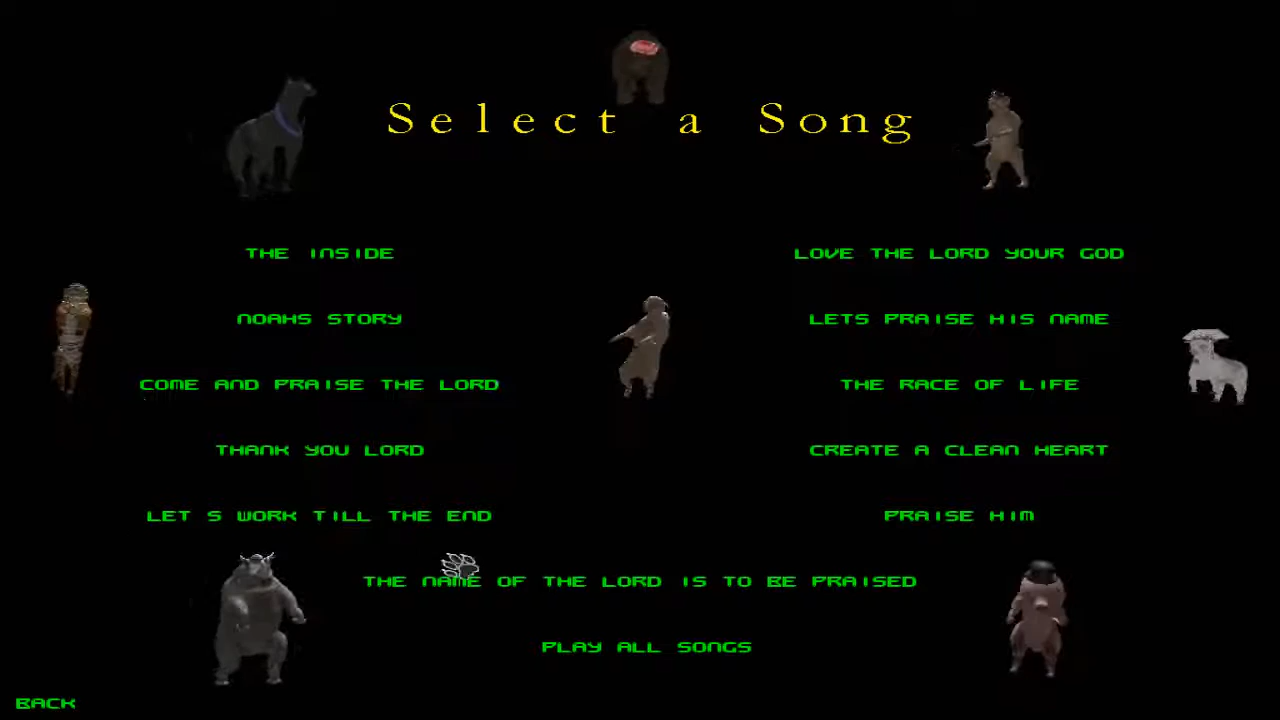 Select a Song
THE INSIDE
LOVE THE LORD YOUR GOD
NOAHS STORY
LETS PRAISE HIS NAME
COME AND PRAISE THE LORD
THE RACE OF LIFE
THANK YOU LORD
CREATE A CLEAN HEART
LET S WORK TILL THE END
PRAISE HIM
THE NAME OF THE LORD IS TO BE PRAISED
PLAY ALL SONGS
BACK